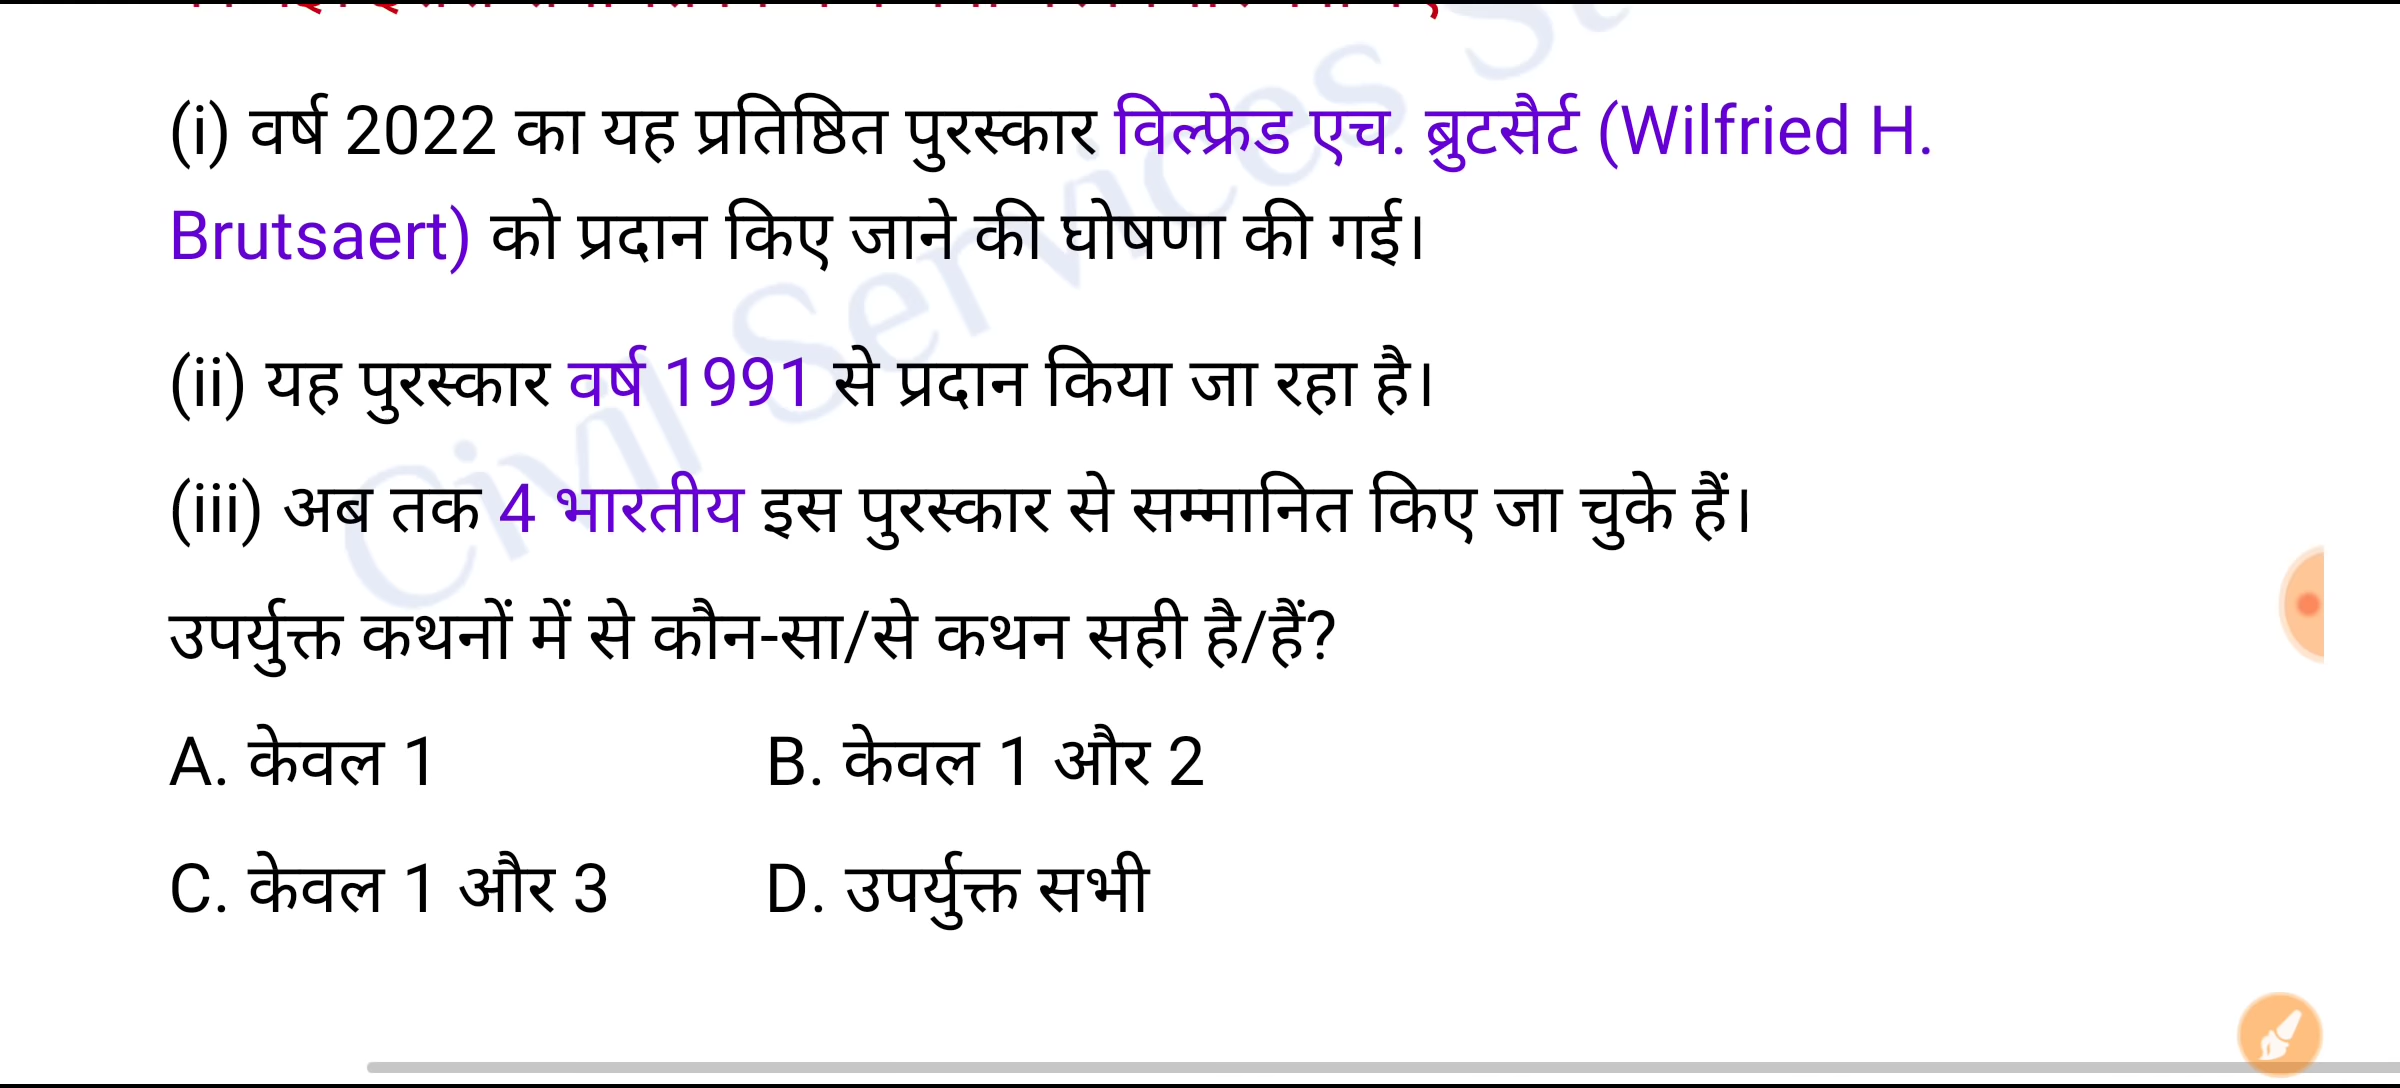 (i) वर्ष 2022 का यह प्रतिष्ठित पुरस्कार विल्फ्रेड एच. ब्रुटसैर्ट (Wilfried H.
Brutsaert) को प्रदान किए जाने की घोषणा की गई।
(ii) यह पुरस्कार वर्ष 1991 से प्रदान किया जा रहा है।
(iii) अब तक 4 भारतीय इस पुरस्कार से सम्मानित किए जा चुके हैं।
उपर्युक्त कथनों में से कौन-सा/से कथन सही है/हैं?
A. केवल 1 B. केवल 1 और 2
C. केवल 1 और 3 D. उपर्युक्त सभी
Civil Services